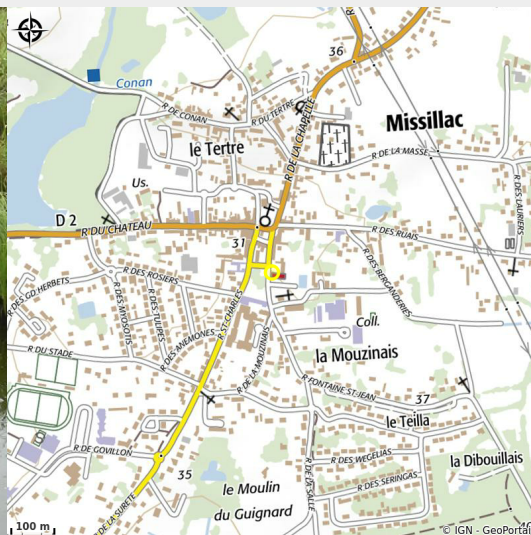 36
Conan
R DE CONAN
R DU TERTRE
R DE LA CHAPELLE
Missillac
le Tertre
R DE LA MASSE
Us.
R DES LAURIERS
D 2
R DU CHATEAU
31
R DES RUAIS
R DES ROSIERS
R DES GD HERBETS
R DES MYOSOTIS
R DES TULIPES
R DES BERGANDERIES
R ST-CHARLES
R DES ANEMONES
R DE LA MOUZINAIS
Coll.
la Mouzinais
R DU STADE
R FONTAINE ST-JEAN
37
le Teilla
R DE GOVILLON
R DES WEGELIAS
la Dibouillais
35
R DES SERINGAS
R DE LA SALLE
le Moulin
du Guignard
R DE LA SURETE
100 m
© IGN - GeoPortail